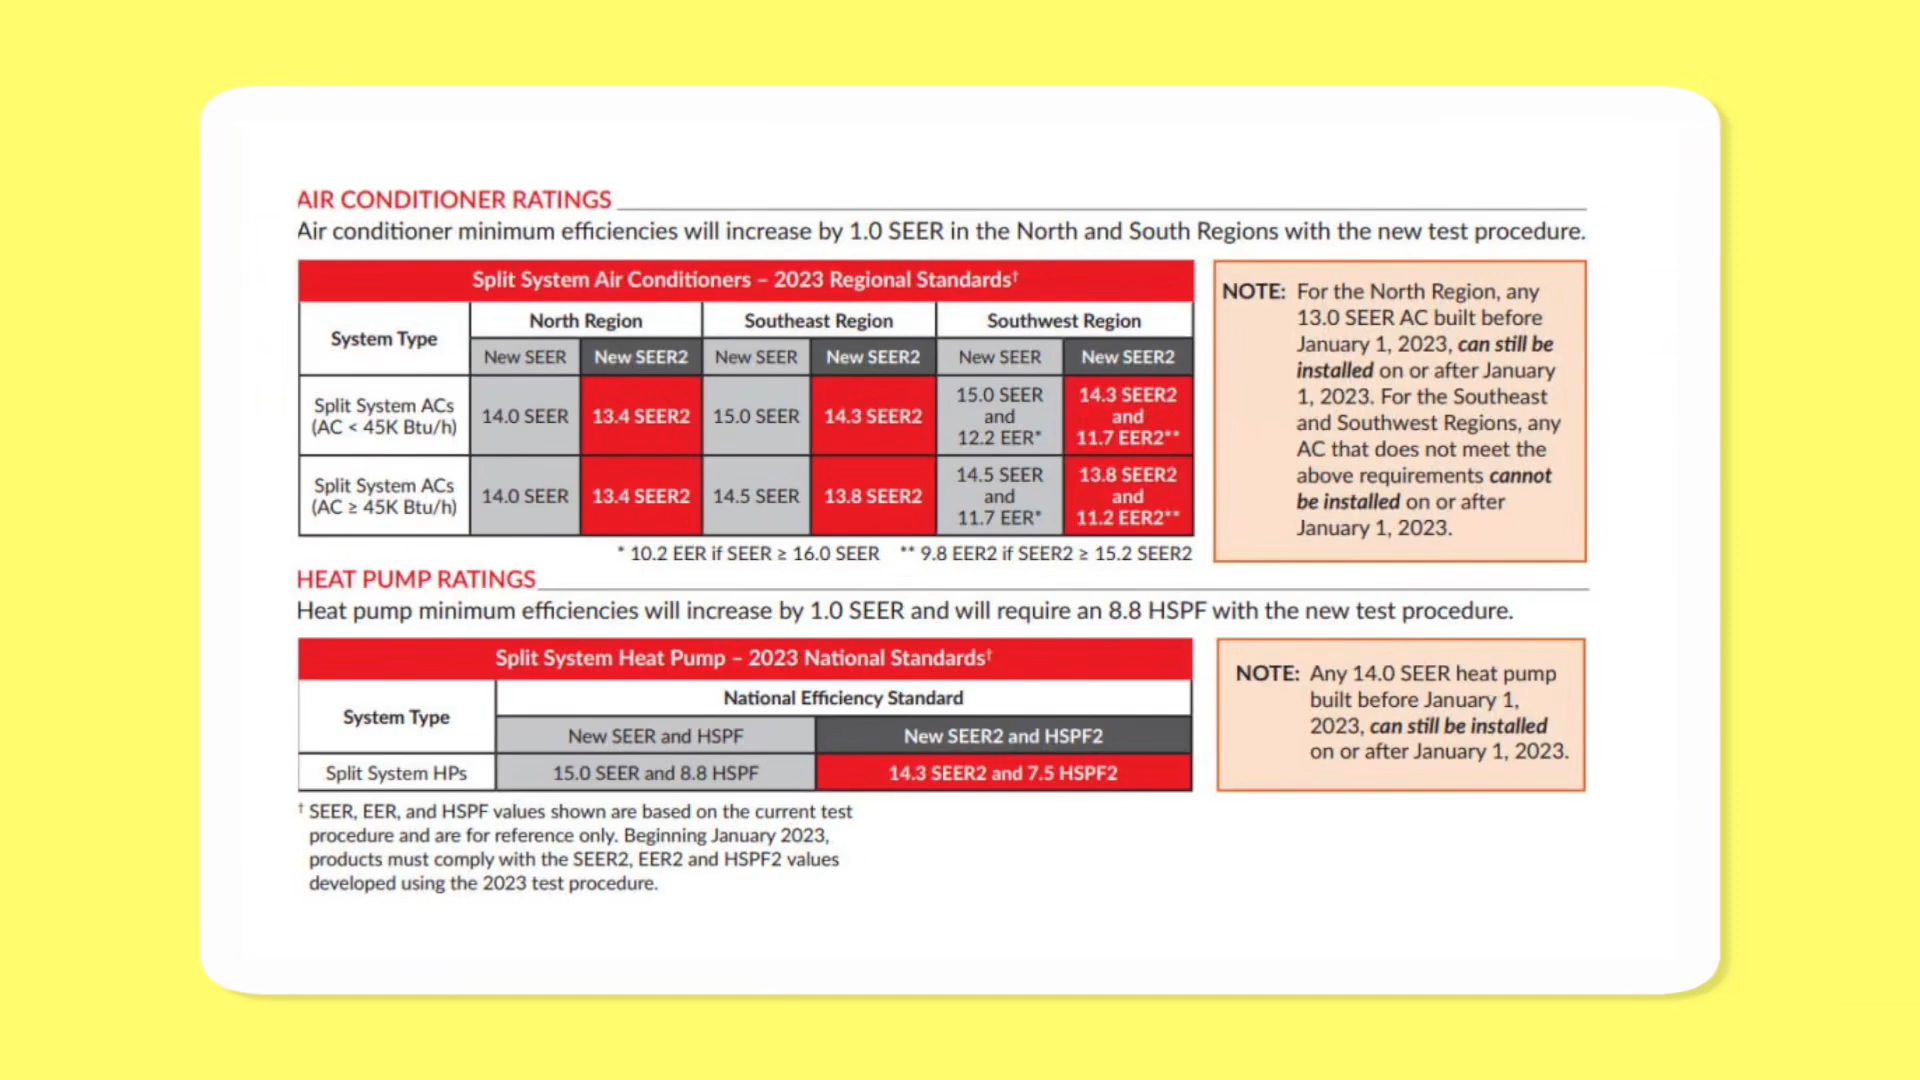 AIR CONDITIONER RATINGS
Air conditioner minimum efficiencies will increase by 1.0 SEER in the North and South Regions with the new test procedure.
Split System Air Conditioners – 2023 Regional Standards†
System Type
North Region
Southeast Region
Southwest Region
New SEER
New SEER2
New SEER
New SEER2
New SEER
New SEER2
Split System ACs
(AC < 45K Btu/h)
14.0 SEER
13.4 SEER2
15.0 SEER
14.3 SEER2
15.0 SEER
and
12.2 EER*
14.3 SEER2
and
11.7 EER2**
Split System ACs
(AC ≥ 45K Btu/h)
14.0 SEER
13.4 SEER2
14.5 SEER
13.8 SEER2
14.5 SEER
and
11.7 EER*
13.8 SEER2
and
11.2 EER2**
* 10.2 EER if SEER ≥ 16.0 SEER ** 9.8 EER2 if SEER2 ≥ 15.2 SEER2
NOTE: For the North Region, any
13.0 SEER AC built before
January 1, 2023, can still be
installed on or after January
1, 2023. For the Southeast
and Southwest Regions, any
AC that does not meet the
above requirements cannot
be installed on or after
January 1, 2023.
HEAT PUMP RATINGS
Heat pump minimum efficiencies will increase by 1.0 SEER and will require an 8.8 HSPF with the new test procedure.
Split System Heat Pump – 2023 National Standards†
System Type
National Efficiency Standard
New SEER and HSPF
New SEER2 and HSPF2
Split System HPs
15.0 SEER and 8.8 HSPF
14.3 SEER2 and 7.5 HSPF2
NOTE: Any 14.0 SEER heat pump
built before January 1,
2023, can still be installed
on or after January 1, 2023.
† SEER, EER, and HSPF values shown are based on the current test
procedure and are for reference only. Beginning January 2023,
products must comply with the SEER2, EER2 and HSPF2 values
developed using the 2023 test procedure.